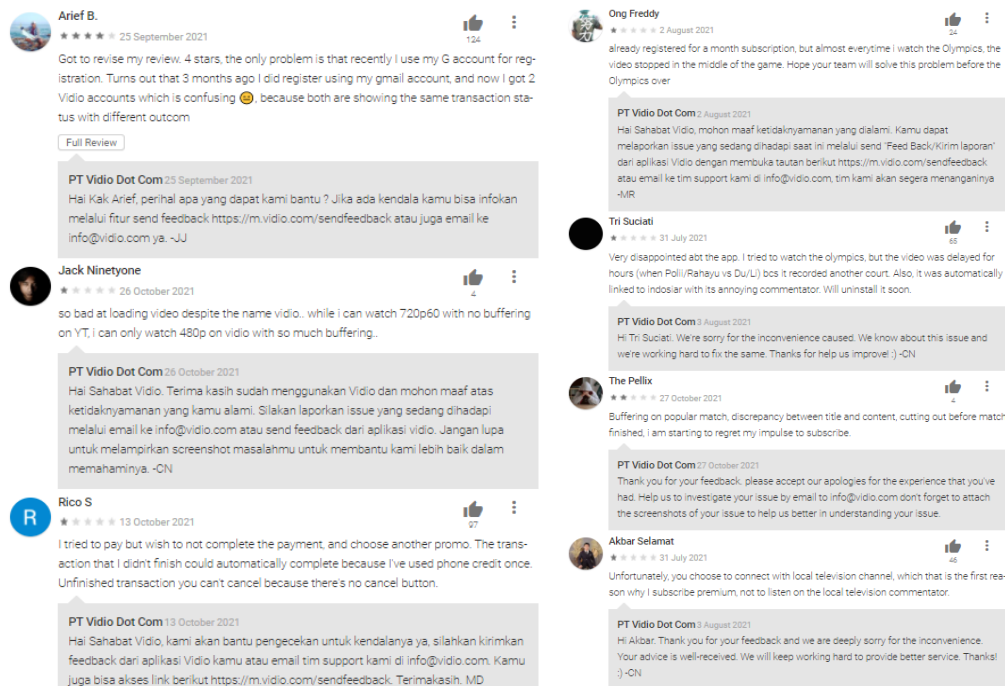 Arief B.
25 September 2021
124
Got to revise my review. 4 stars, the only problem is that recently I use my G account for reg-
istration. Turns out that 3 months ago I did register using my gmail account, and now I got 2
Vidio accounts which is confusing 😑, because both are showing the same transaction sta-
tus with different outcom
Full Review
PT Vidio Dot Com 25 September 2021
Hai Kak Arief, perihal apa yang dapat kami bantu ? Jika ada kendala kamu bisa infokan
melalui fitur send feedback https://m.vidio.com/sendfeedback atau juga email ke
info@vidio.com ya. -JJ
Jack Ninetyone
26 October 2021
4
so bad at loading video despite the name vidio.. while i can watch 720p60 with no buffering
on YT, i can only watch 480p on vidio with so much buffering..
PT Vidio Dot Com 26 October 2021
Hai Sahabat Vidio. Terima kasih sudah menggunakan Vidio dan mohon maaf atas
ketidaknyamanan yang kamu alami. Silakan laporkan issue yang sedang dihadapi
melalui email ke info@vidio.com atau send feedback dari aplikasi vidio. Jangan lupa
untuk melampirkan screenshot masalahmu untuk membantu kami lebih baik dalam
memahaminya. -CN
R
Rico S
13 October 2021
97
I tried to pay but wish to not complete the payment, and choose another promo. The trans-
action that I didn't finish could automatically complete because I've used phone credit once.
Unfinished transaction you can't cancel because there's no cancel button.
PT Vidio Dot Com 13 October 2021
Hai Sahabat Vidio, kami akan bantu pengecekan untuk kendalanya ya, silahkan kirimkan
feedback dari aplikasi Vidio kamu atau email tim support kami di info@vidio.com. Kamu
juga bisa akses link berikut https://m.vidio.com/sendfeedback. Terimakasih. MD
Ong Freddy
2 August 2021
24
already registered for a month subscription, but almost everytime i watch the Olympics, the
video stopped in the middle of the game. Hope your team will solve this problem before the
Olympics over
PT Vidio Dot Com 2 August 2021
Hai Sahabat Vidio, mohon maaf ketidaknyamanan yang dialami. Kamu dapat
melaporkan issue yang sedang dihadapi saat ini melalui send "Feed Back/Kirim laporan"
dari aplikasi Vidio dengan membuka tautan berikut https://m.vidio.com/sendfeedback
atau email ke tim support kami di info@vidio.com, tim kami akan segera menanganinya
-MR
Tri Suciati
31 July 2021
65
Very disappointed abt the app. I tried to watch the olympics, but the video was delayed for
hours (when Polii/Rahayu vs Du/Li) bcs it recorded another court. Also, it was automatically
linked to indosiar with its annoying commentator. Will uninstall it soon.
PT Vidio Dot Com 3 August 2021
Hi Tri Suciati. We're sorry for the inconvenience caused. We know about this issue and
we're working hard to fix the same. Thanks for help us improve! :) -CN
The Pellix
27 October 2021
4
Buffering on popular match, discrepancy between title and content, cutting out before match
finished, i am starting to regret my impulse to subscribe.
PT Vidio Dot Com 27 October 2021
Thank you for your feedback. please accept our apologies for the experience that you've
had. Help us to investigate your issue by email to info@vidio.com don't forget to attach
the screenshots of your issue to help us better in understanding your issue.
Akbar Selamat
31 July 2021
Unfortunately, you choose to connect with local television channel, which that is the first rea-
son why I subscribe premium, not to listen on the local television commentator.
PT Vidio Dot Com 3 August 2021
Hi Akbar. Thank you for your feedback and we are deeply sorry for the inconvenience.
Your advice is well-received. We will keep working hard to provide better service. Thanks!
:) -CN